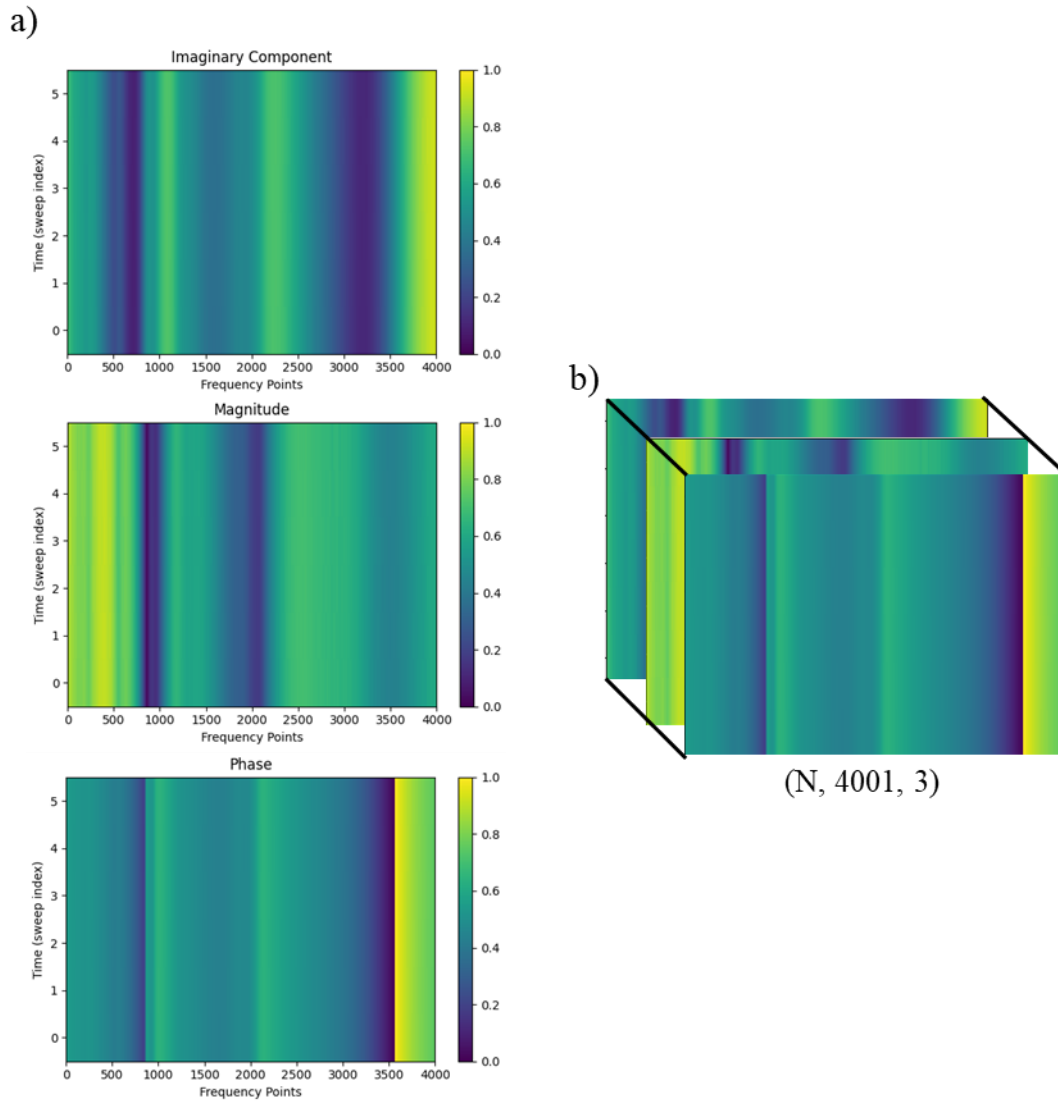 a)
Imaginary Component
Time (sweep index)
5
4
3
2
1
0
0 500 1000 1500 2000 2500 3000 3500 4000
Frequency Points
1.0
0.8
0.6
0.4
0.2
0.0
Magnitude
Time (sweep index)
5
4
3
2
1
0
0 500 1000 1500 2000 2500 3000 3500 4000
Frequency Points
1.0
0.8
0.6
0.4
0.2
0.0
Phase
Time (sweep index)
5
4
3
2
1
0
0 500 1000 1500 2000 2500 3000 3500 4000
Frequency Points
1.0
0.8
0.6
0.4
0.2
0.0
b)
(N, 4001, 3)